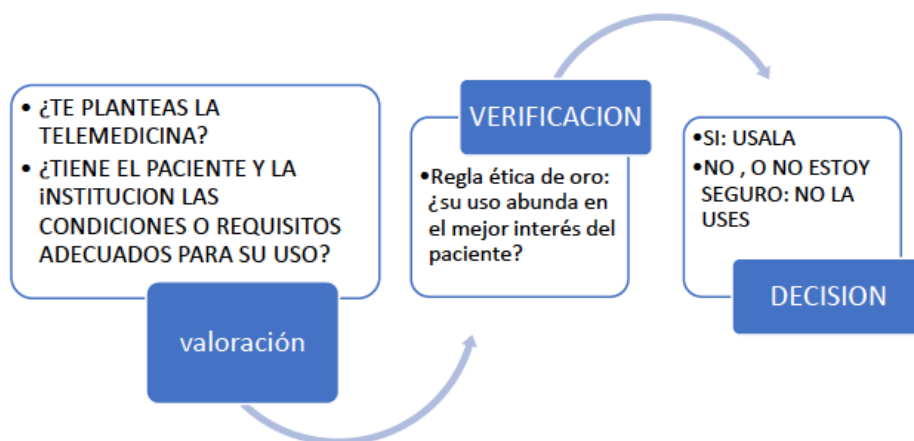 • ¿TE PLANTEAS LA
TELEMEDICINA?
• ¿TIENE EL PACIENTE Y LA
iNSTITUCION LAS
CONDICIONES O REQUISITOS
ADECUADOS PARA SU USO?
valoración
VERIFICACION
•Regla ética de oro:
¿su uso abunda en
el mejor interés del
paciente?
•SI: USALA
•NO , O NO ESTOY
SEGURO: NO LA
USES
DECISION